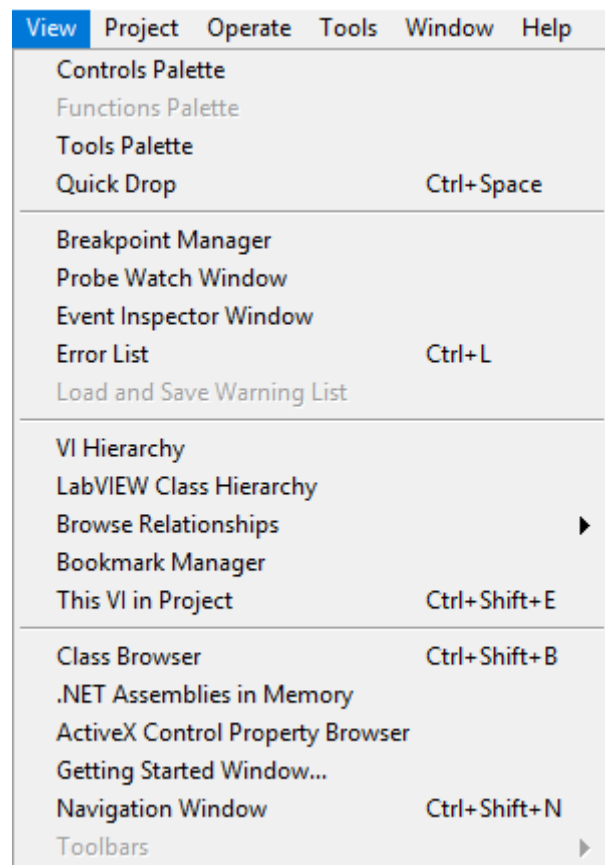 View Project Operate Tools Window Help
Controls Palette
Functions Palette
Tools Palette
Quick Drop Ctrl+Space
Breakpoint Manager
Probe Watch Window
Event Inspector Window
Error List Ctrl+L
Load and Save Warning List
VI Hierarchy
LabVIEW Class Hierarchy
Browse Relationships
Bookmark Manager
This VI in Project Ctrl+Shift+E
Class Browser Ctrl+Shift+B
.NET Assemblies in Memory
ActiveX Control Property Browser
Getting Started Window...
Navigation Window Ctrl+Shift+N
Toolbars